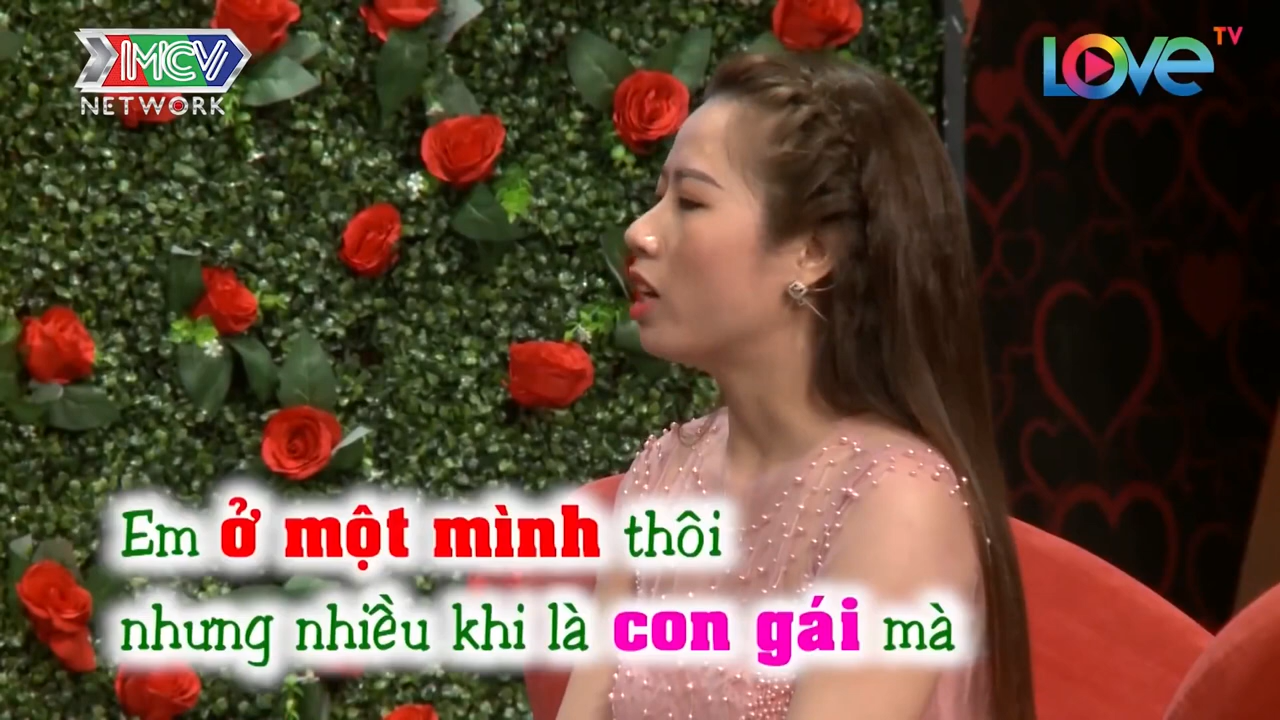 MCV
NETWORK
LOVE TV
Em ở một mình thôi
nhưng nhiều khi là con gái mà